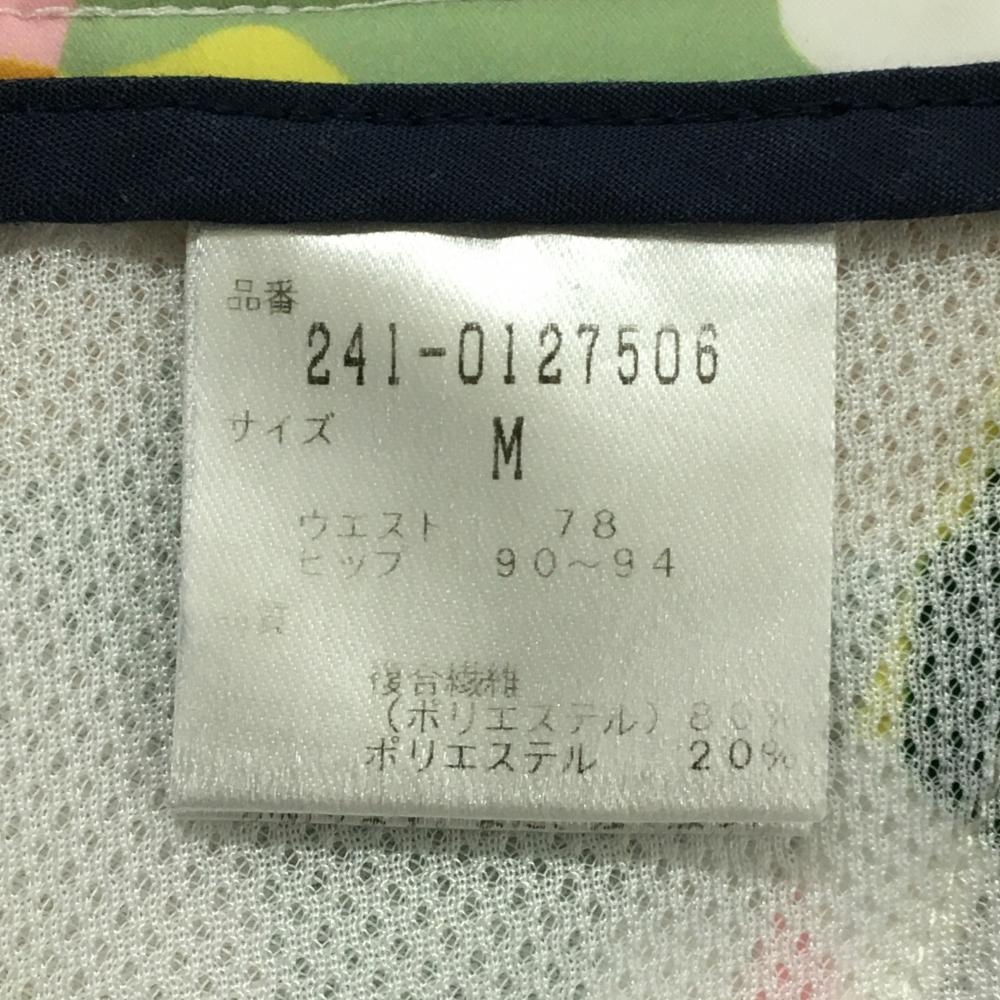 品番
241-0127506
サイズ M
ウエスト 78
ヒップ 90～94
複合繊維
(ポリエステル) 80%
ポリエステル 20%